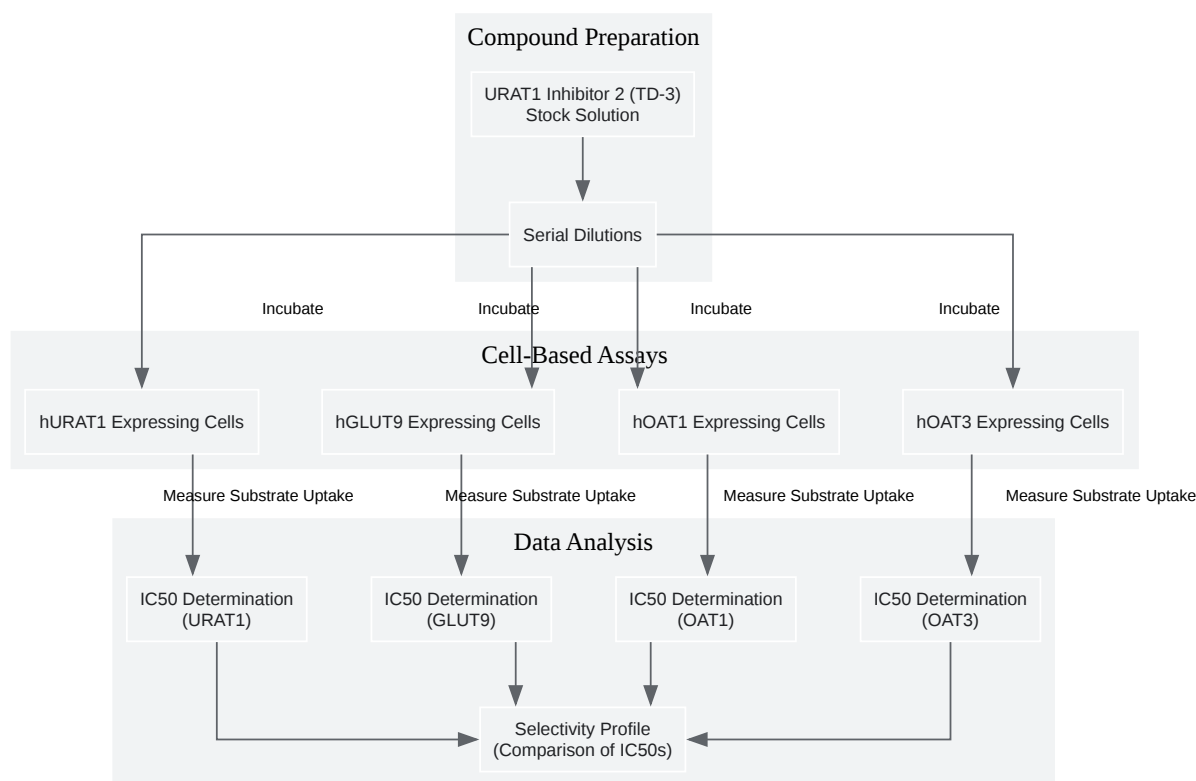 Compound Preparation
URAT1 Inhibitor 2 (TD-3)
Stock Solution
Serial Dilutions
Incubate
Incubate
Incubate
Incubate
Cell-Based Assays
hURAT1 Expressing Cells
hGLUT9 Expressing Cells
hOAT1 Expressing Cells
hOAT3 Expressing Cells
Measure Substrate Uptake
Measure Substrate Uptake
Measure Substrate Uptake
Measure Substrate Uptake
Data Analysis
IC50 Determination
(URAT1)
IC50 Determination
(GLUT9)
IC50 Determination
(OAT1)
IC50 Determination
(OAT3)
Selectivity Profile
(Comparison of IC50s)